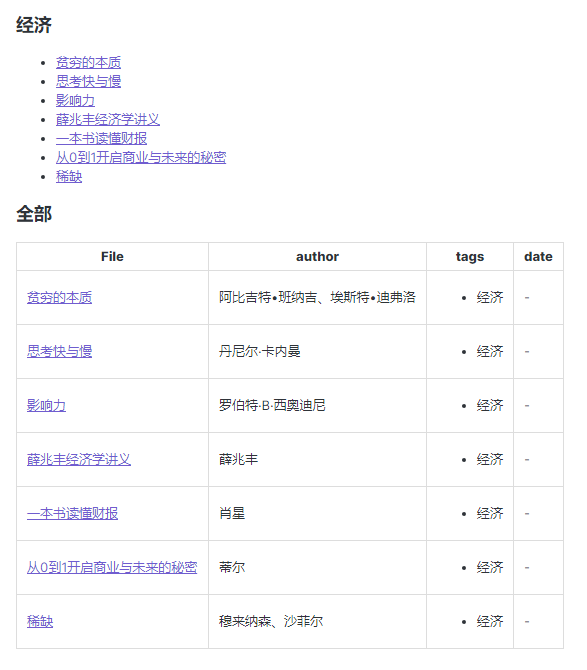 经济
贫穷的本质
思考快与慢
影响力
薛兆丰经济学讲义
一本书读懂财报
从0到1开启商业与未来的秘密
稀缺
全部
File author tags date
贫穷的本质 阿比吉特•班纳吉、埃斯特•迪弗洛 • 经济 -
思考快与慢 丹尼尔·卡内曼 • 经济 -
影响力 罗伯特·B·西奥迪尼 • 经济 -
薛兆丰经济学讲义 薛兆丰 • 经济 -
一本书读懂财报 肖星 • 经济 -
从0到1开启商业与未来的秘密 蒂尔 • 经济 -
稀缺 穆来纳森、沙菲尔 • 经济 -